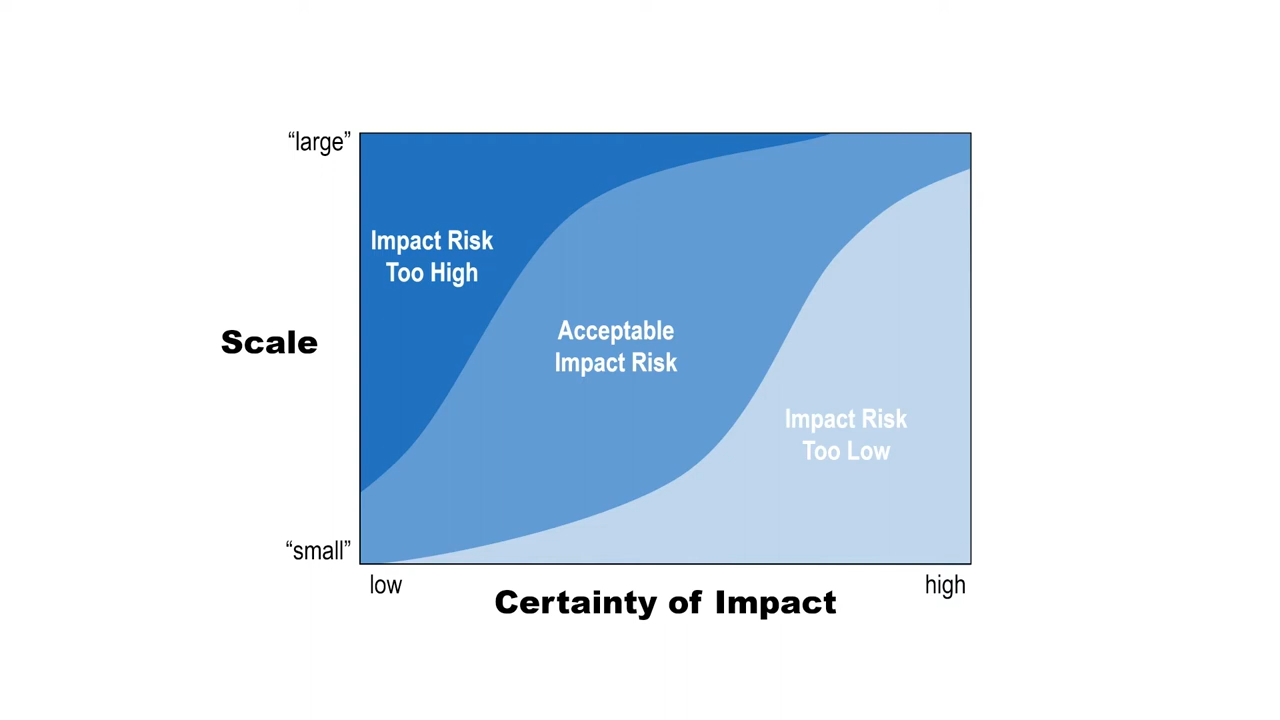 “large”
Impact Risk
Too High
Scale
Acceptable
Impact Risk
Impact Risk
Too Low
“small”
low
high
Certainty of Impact